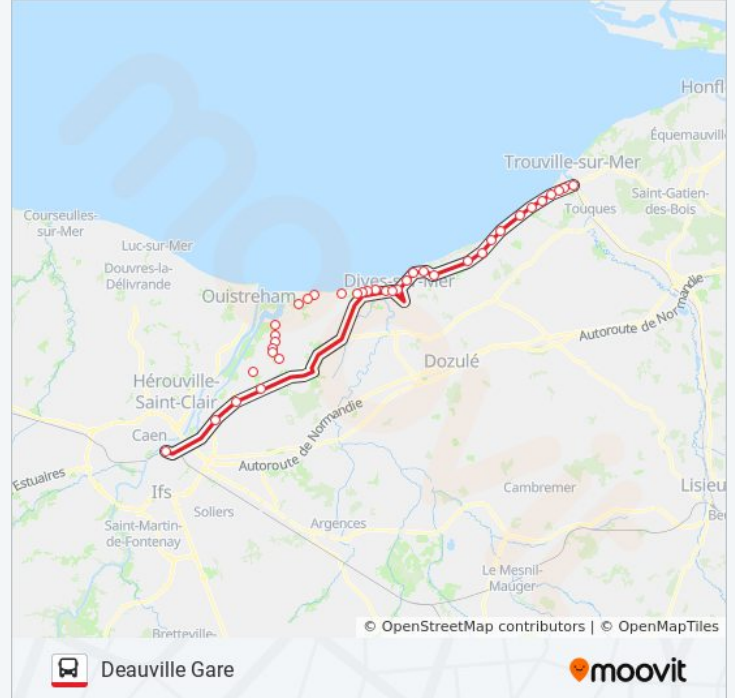 Honfl
Équemauvill
Trouville-sur-Mer
Saint-Gatien-
des-Bois
Touques
Courseulles-
sur-Mer
Luc-sur-Mer
Douvres-la-
Délivrande
Ouistreham
Dives-sur-Mer
Autoroute de Normandie
Dozulé
Hérouville-
Saint-Clair
Caen
Autoroute de Normandie
Estuaires
Ifs
Soliers
Cambremer
Lisieu
Saint-Martin-
de-Fontenay
Argences
Le Mesnil-
Mauger
Bretteville-
© OpenStreetMap contributors | © OpenMapTiles
Deauville Gare
moovit